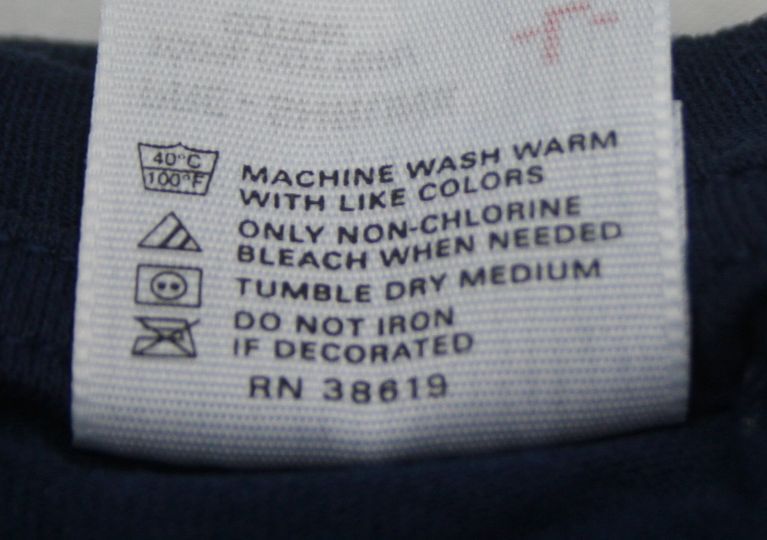 40°C
100°F
MACHINE WASH WARM
WITH LIKE COLORS
ONLY NON-CHLORINE
BLEACH WHEN NEEDED
TUMBLE DRY MEDIUM
DO NOT IRON
IF DECORATED
RN 38619